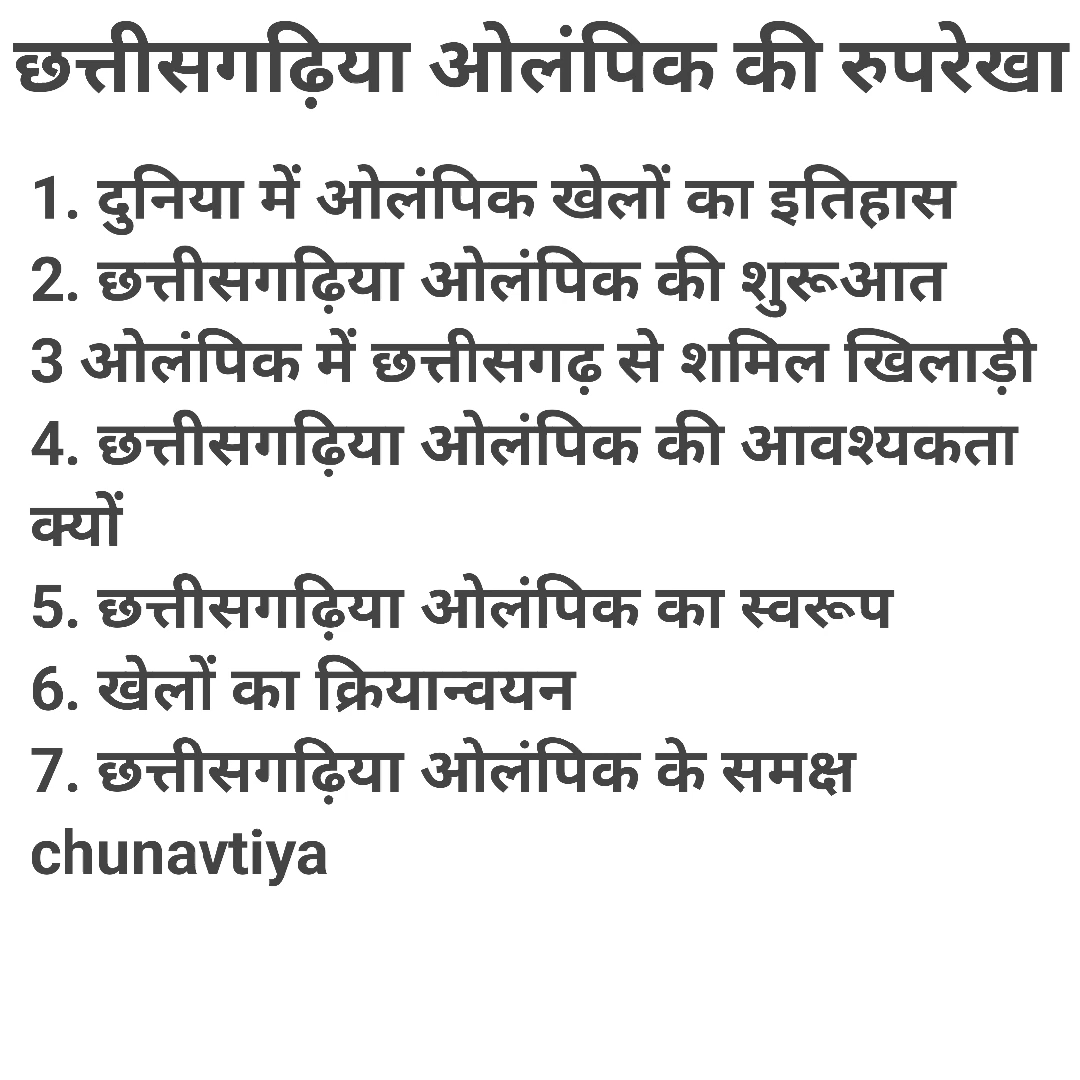 छत्तीसगढ़िया ओलंपिक की रुपरेखा
1. दुनिया में ओलंपिक खेलों का इतिहास
2. छत्तीसगढ़िया ओलंपिक की शुरूआत
3 ओलंपिक में छत्तीसगढ़ से शमिल खिलाड़ी
4. छत्तीसगढ़िया ओलंपिक की आवश्यकता
क्यों
5. छत्तीसगढ़िया ओलंपिक का स्वरूप
6. खेलों का क्रियान्वयन
7. छत्तीसगढ़िया ओलंपिक के समक्ष
chunavtiya